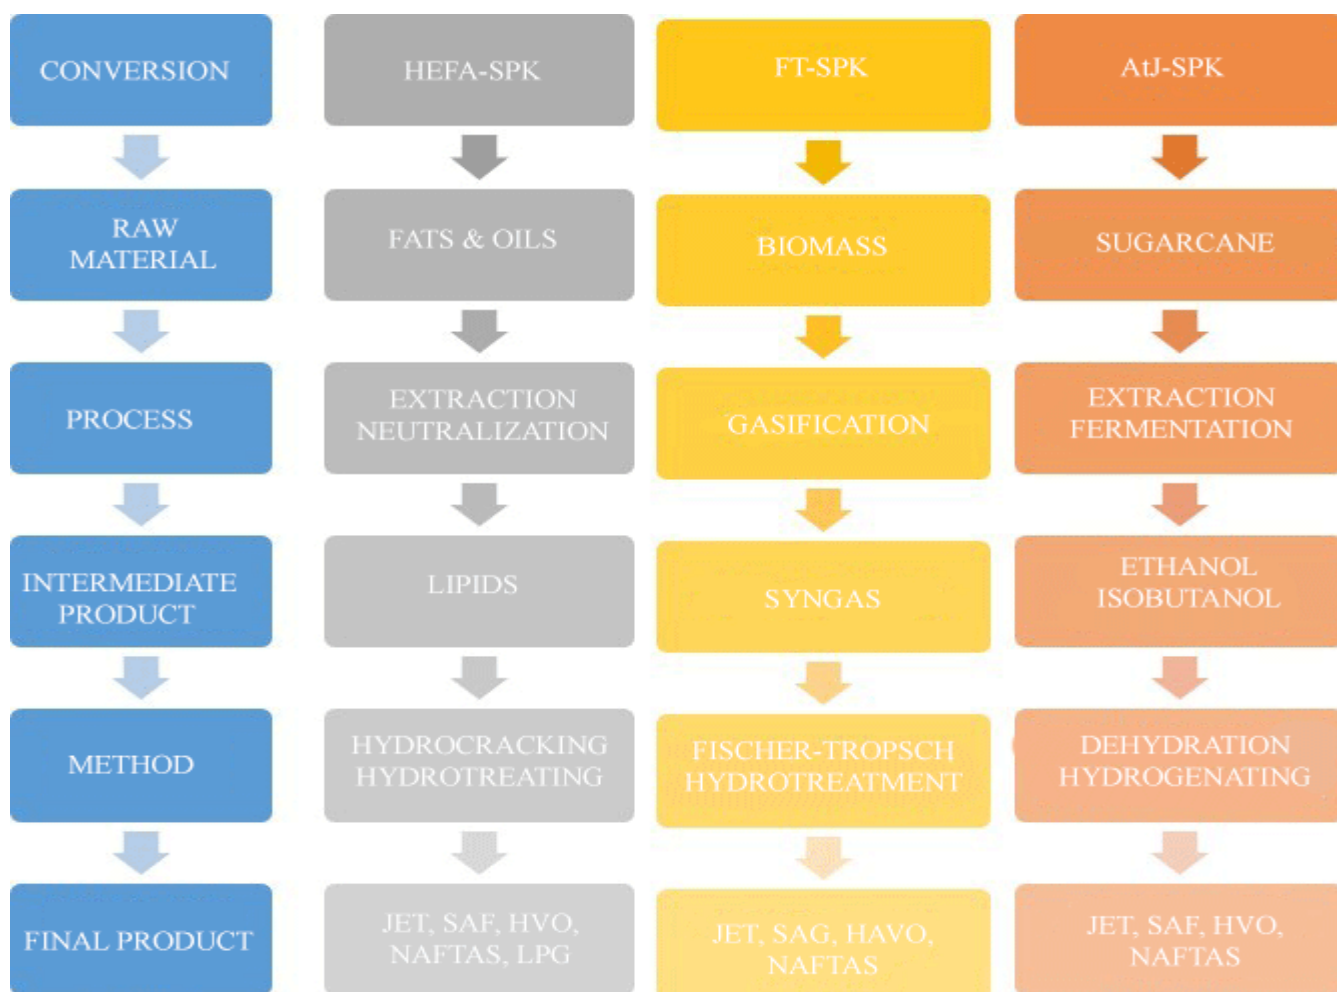 CONVERSION
HEFA-SPK
FT-SPK
AtJ-SPK
RAW
MATERIAL
FATS & OILS
BIOMASS
SUGARCANE
PROCESS
EXTRACTION
NEUTRALIZATION
GASIFICATION
EXTRACTION
FERMENTATION
INTERMEDIATE
PRODUCT
LIPIDS
SYNGAS
ETHANOL
ISOBUTANOL
METHOD
HYDROCRACKING
HYDROTREATING
FISCHER-TROPSCH
HYDROTREATMENT
DEHYDRATION
HYDROGENATING
FINAL PRODUCT
JET, SAF, HVO,
NAFTAS, LPG
JET, SAG, HAVO,
NAFTAS
JET, SAF, HVO,
NAFTAS